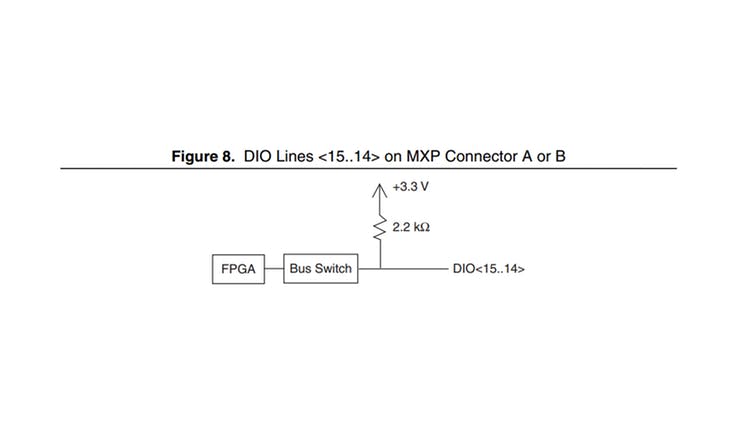 Figure 8. DIO Lines <15..14> on MXP Connector A or B
+3.3 V
2.2 kΩ
FPGA
Bus Switch
DIO<15..14>